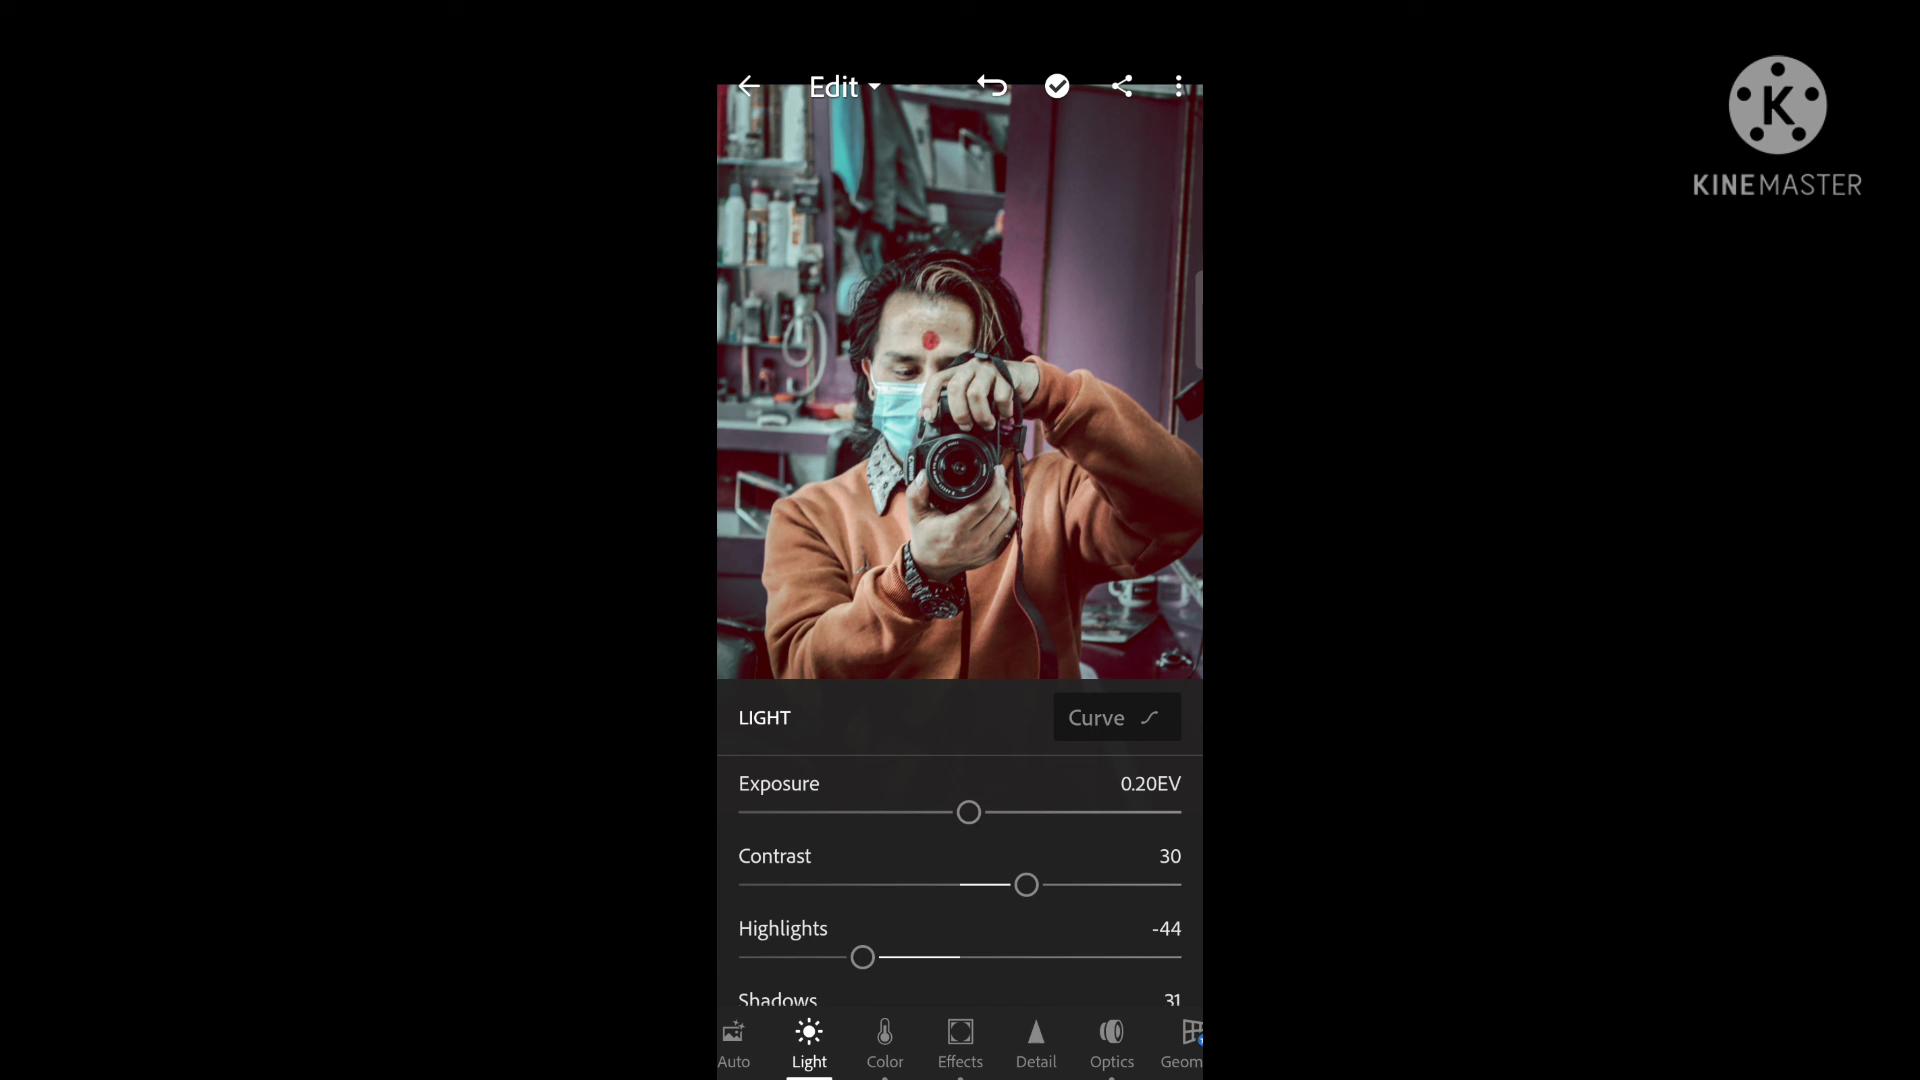 Edit
KINEMASTER
LIGHT
Curve
Exposure 0.20EV
Contrast 30
Highlights -44
Shadows 31
Auto Light Color Effects Detail Optics Geom